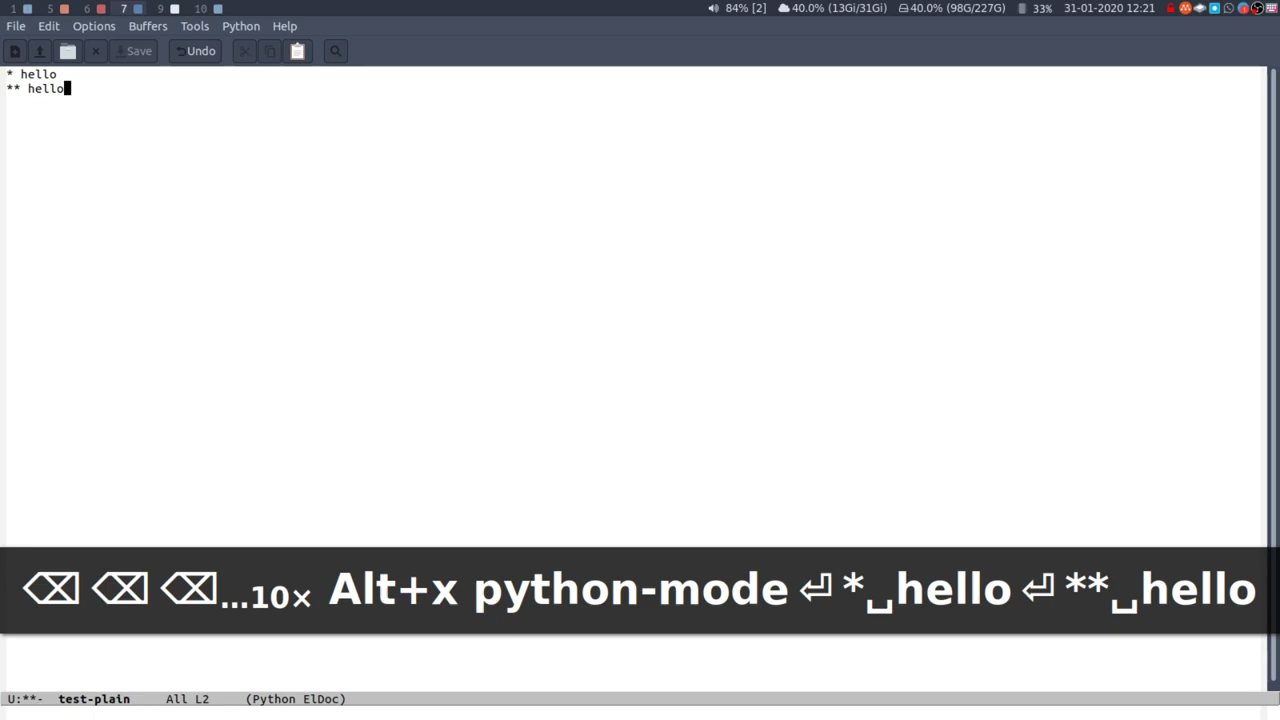 1 5 6 7 9 10 84% [2] 40.0% (13Gi/31Gi) 40.0% (98G/227G) 33% 31-01-2020 12:21
File Edit Options Buffers Tools Python Help
Save Undo
* hello
** hello
⌫ ⌫ ⌫…10× Alt+x python-mode⏎*␣hello⏎**␣hello
U:**- test-plain All L2 (Python ElDoc)